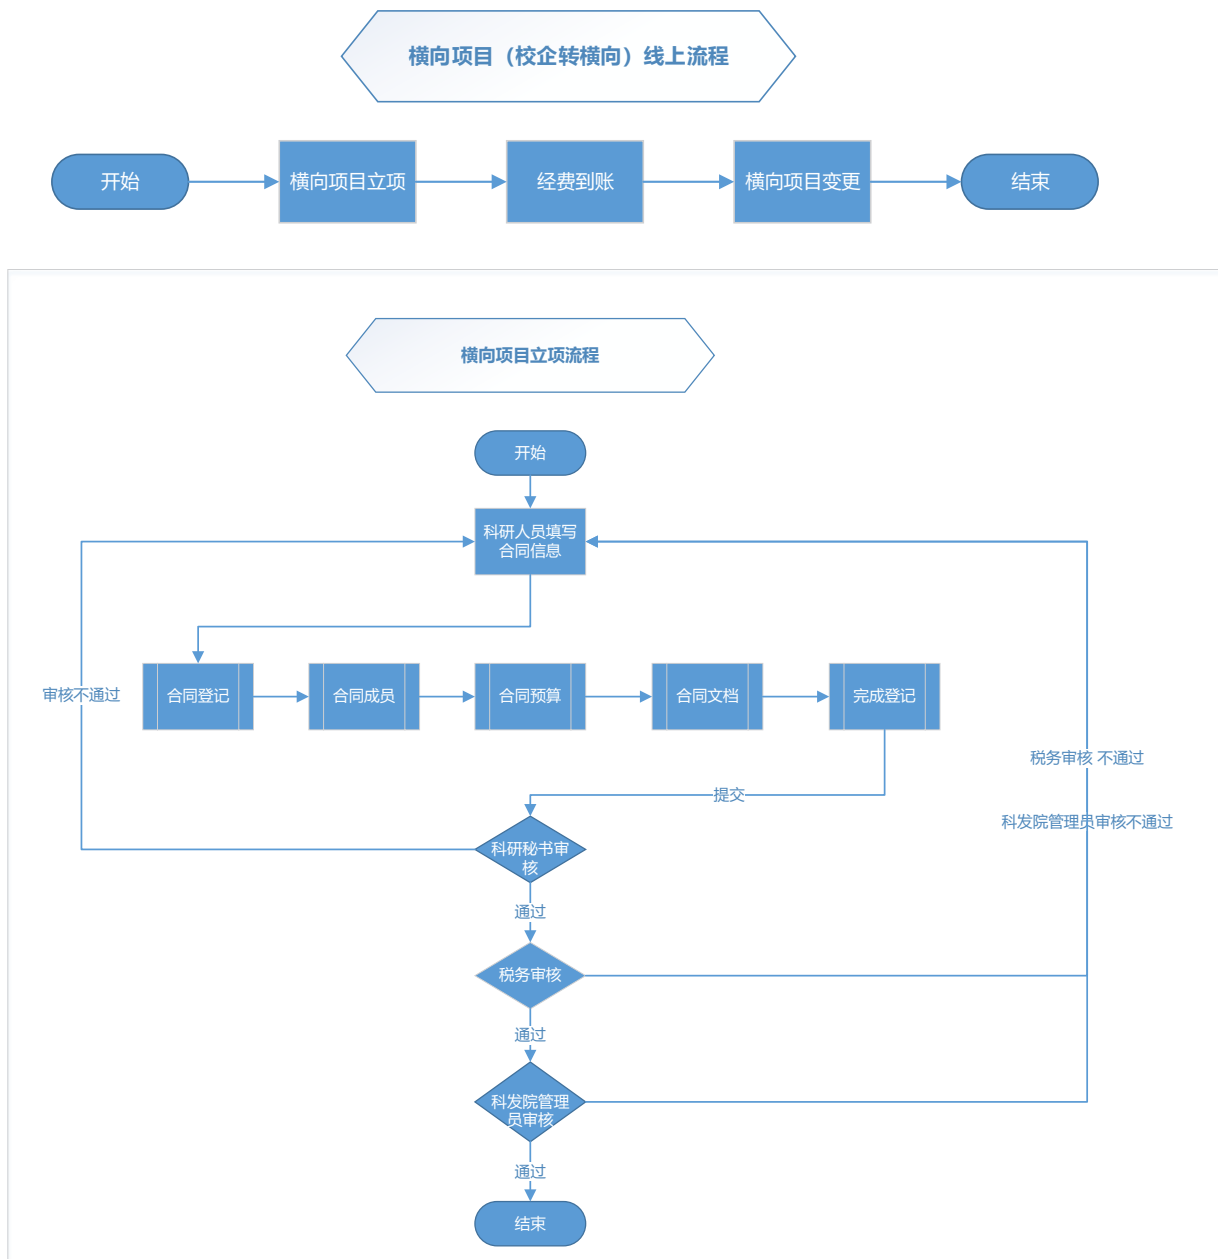 横向项目（校企转横向）线上流程
开始
横向项目立项
经费到账
横向项目变更
结束
横向项目立项流程
开始
科研人员填写
合同信息
合同登记
合同成员
合同预算
合同文档
完成登记
审核不通过
税务审核 不通过
提交
科发院管理员审核不通过
科研秘书审
核
通过
税务审核
通过
科发院管理
员审核
通过
结束